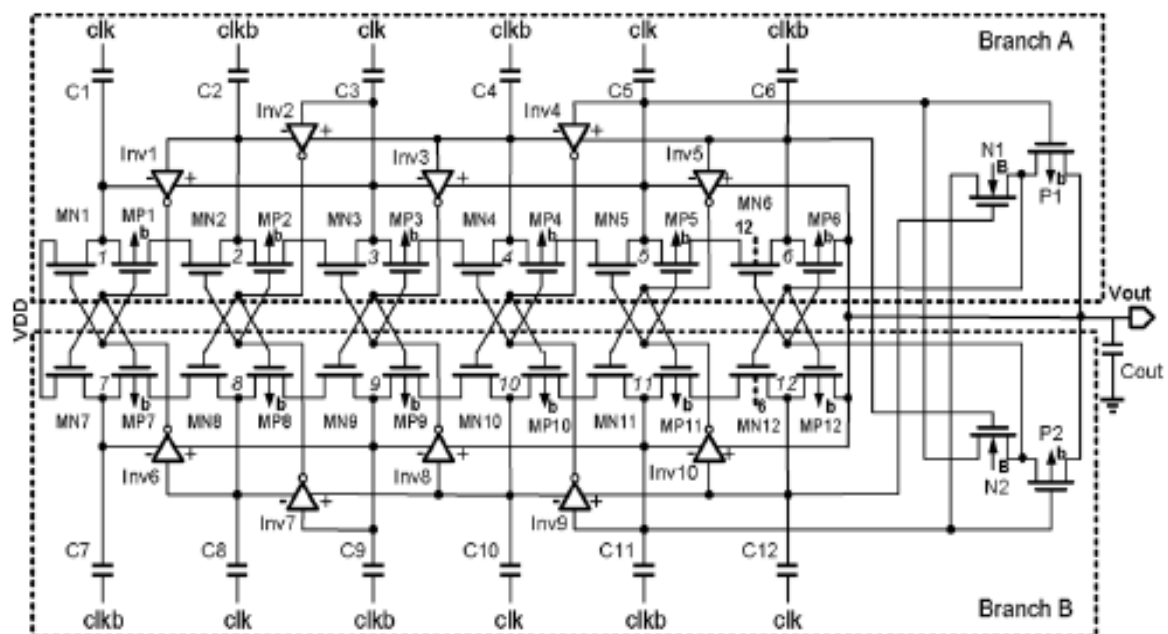 clk clkb clk clkb clk clkb
Branch A
C1 C2 C3 C4 C5 C6
Inv2 Inv4
- + - +
Inv1 Inv3 Inv5
- + - + - +
N1 B
b P1
MN1 MP1 MN2 MP2 MN3 MP3 MN4 MP4 MN5 MP5 MN6 MP6
b b b b b 12 b
1 2 3 4 5 6
VDD
Vout
Cout
7 8 9 10 11 12
b b b b b 6 b
MN7 MP7 MN8 MP8 MN9 MP9 MN10 MP10 MN11 MP11 MN12 MP12
P2
b
B
N2
- + - + - +
Inv6 Inv8 Inv10
- + - +
Inv7 Inv9
C7 C8 C9 C10 C11 C12
clkb clk clkb clk clkb clk
Branch B